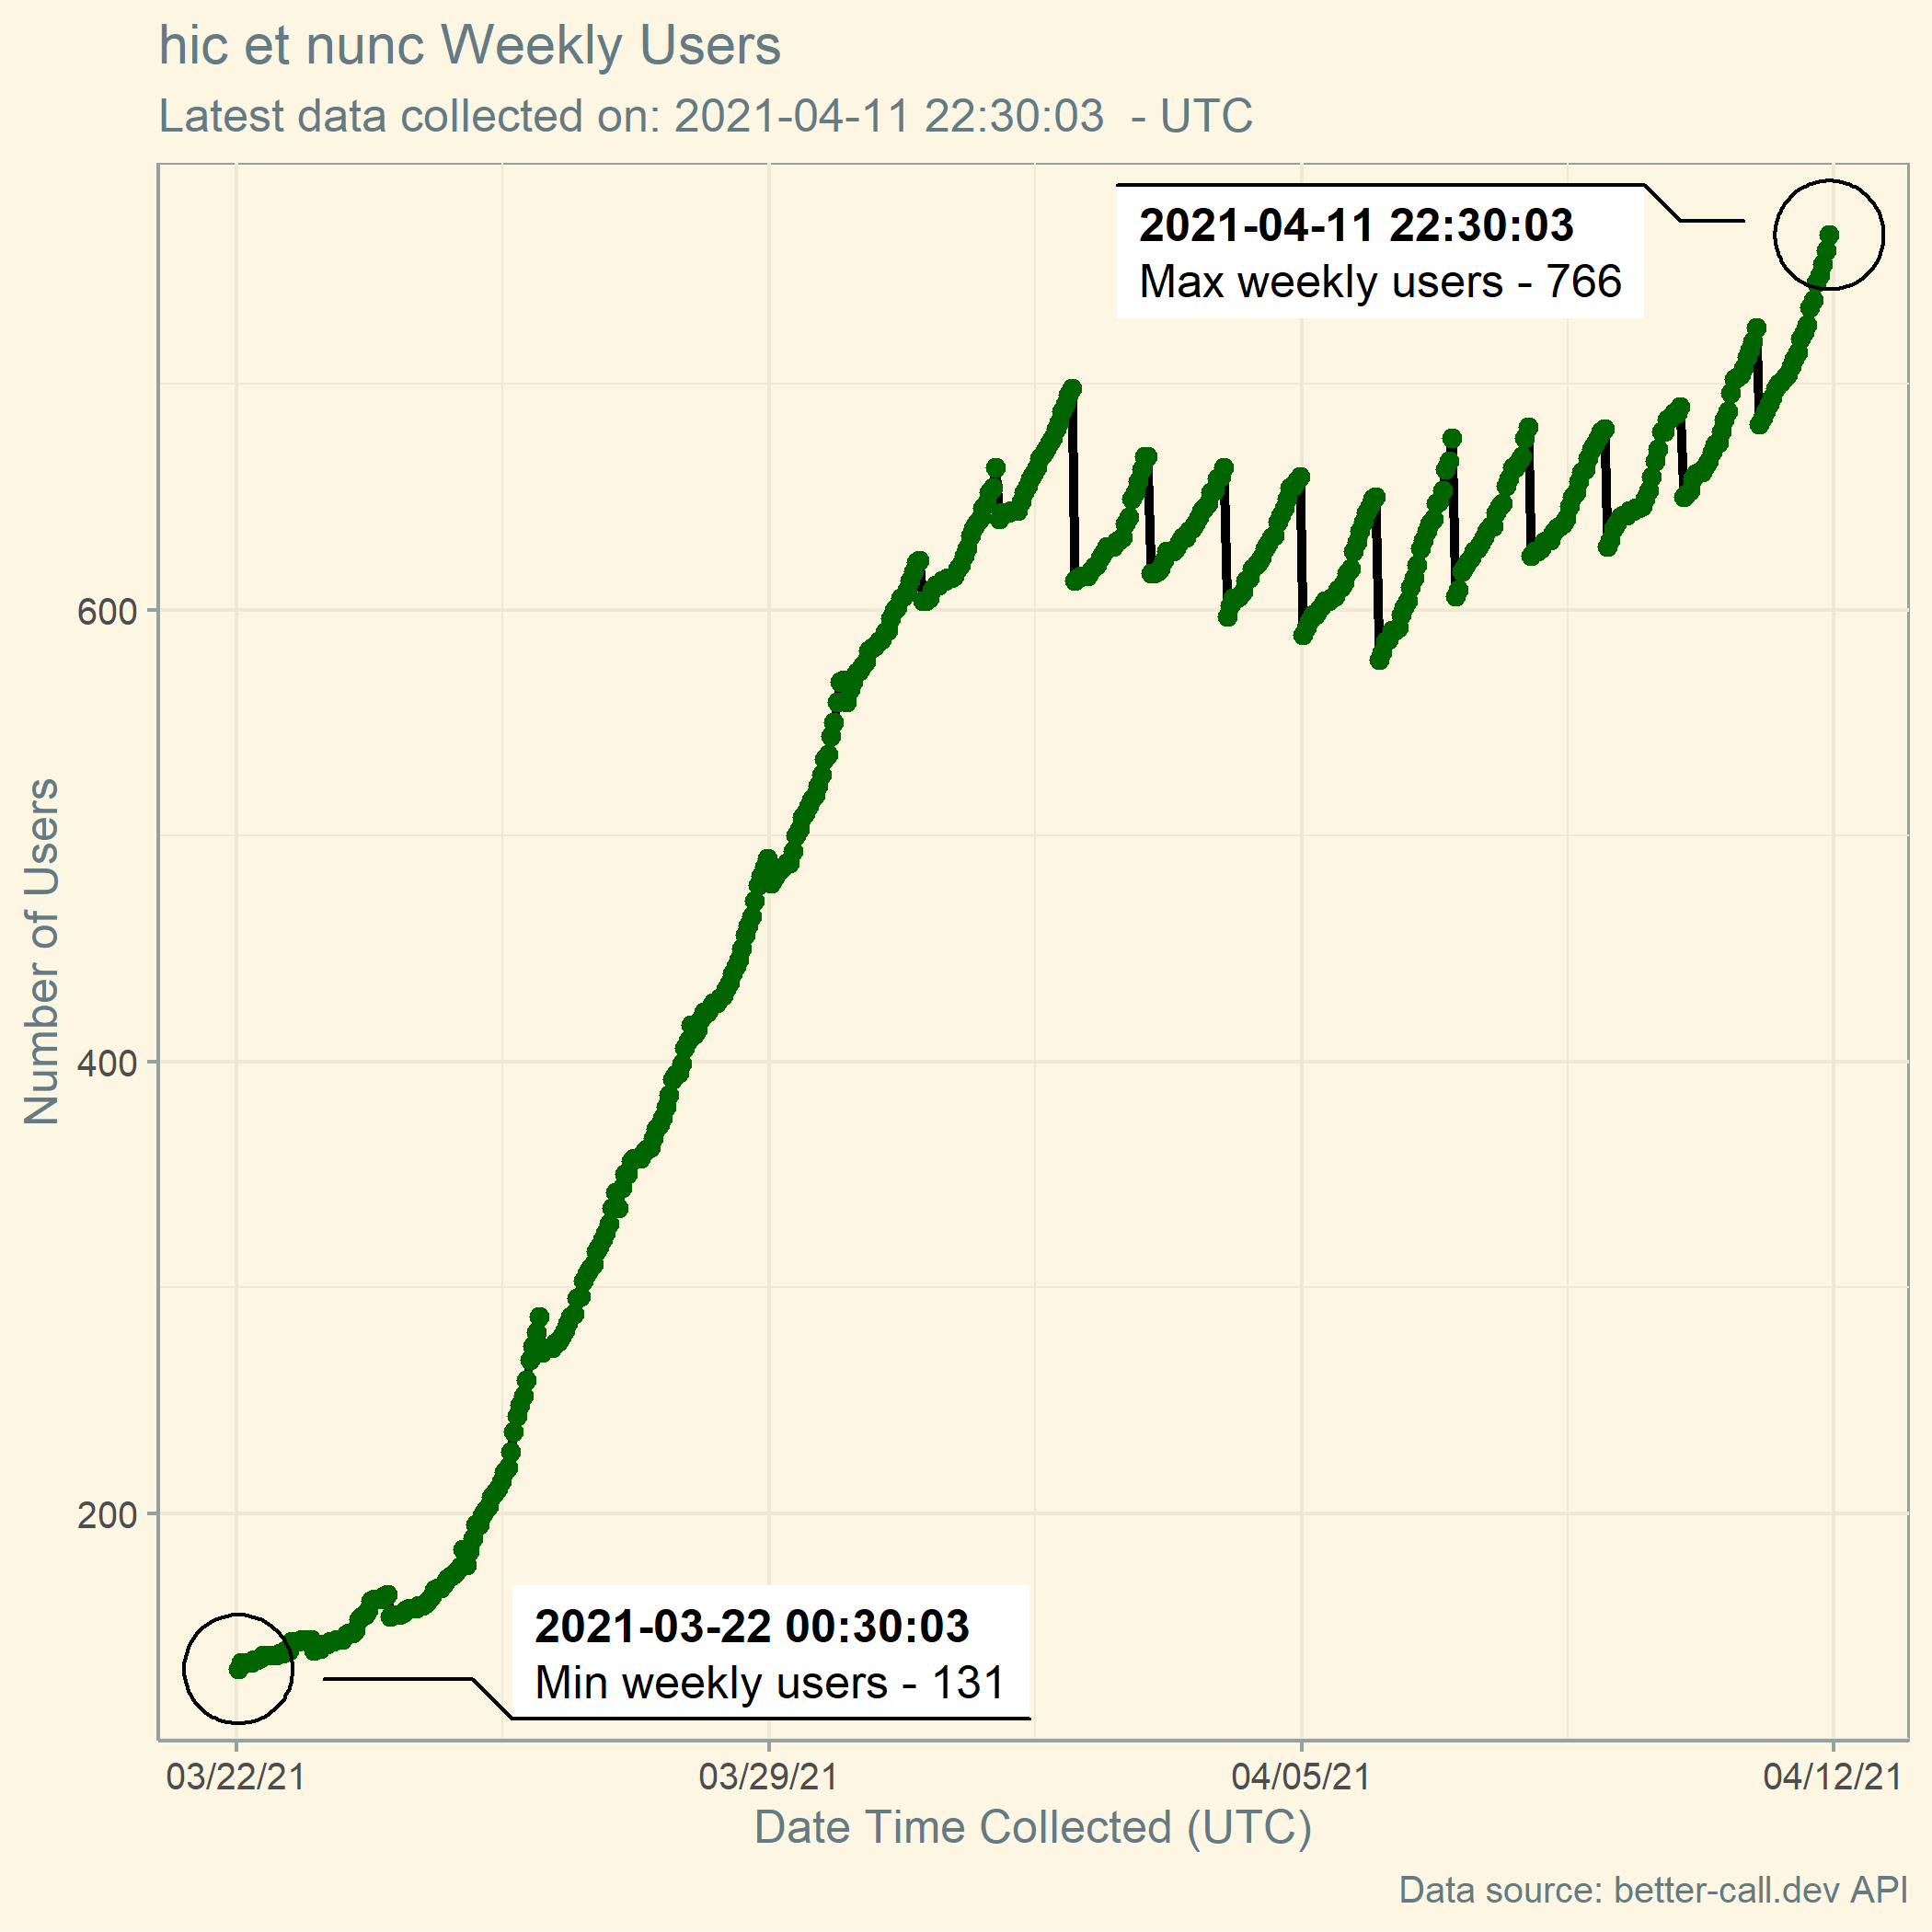 hic et nunc Weekly Users
Latest data collected on: 2021-04-11 22:30:03  - UTC
2021-04-11 22:30:03
Max weekly users - 766
600
400
200
Number of Users
2021-03-22 00:30:03
Min weekly users - 131
03/22/21
03/29/21
04/05/21
04/12/21
Date Time Collected (UTC)
Data source: better-call.dev API